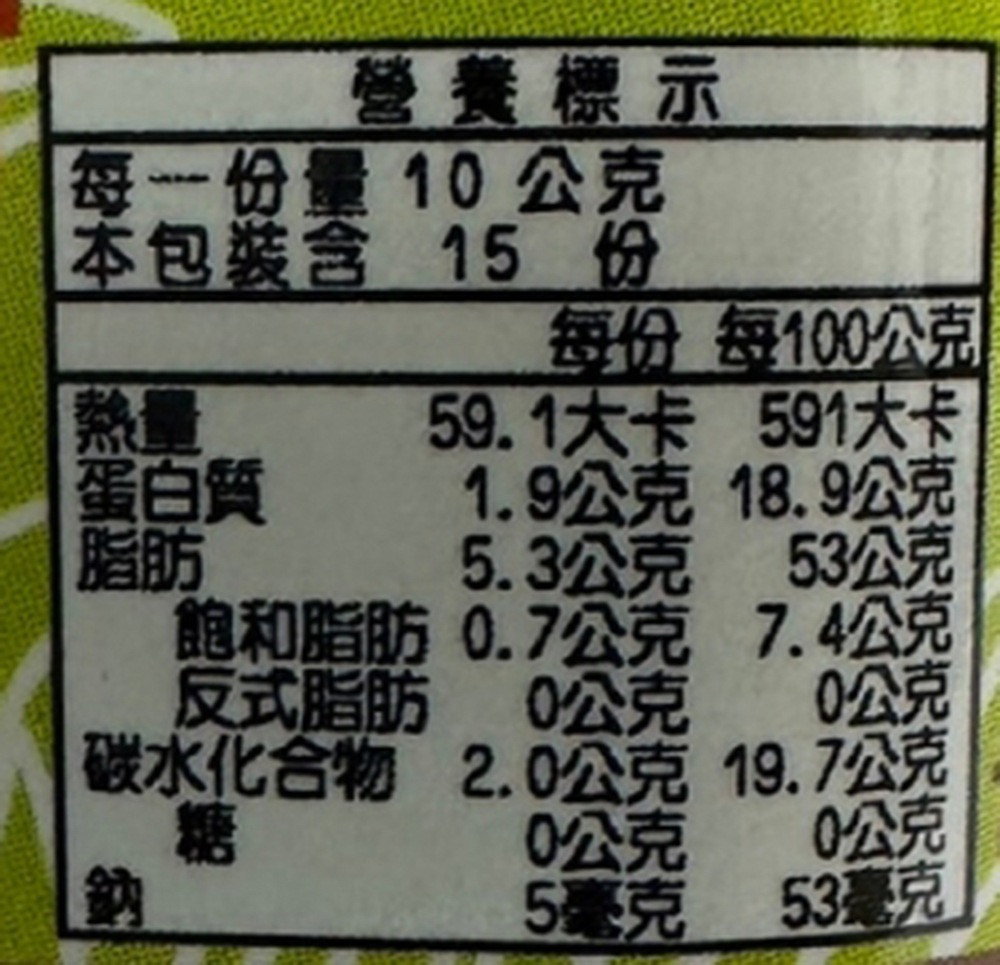 營養標示
每一份量 10 公克
本包裝含 15 份
每份 每100公克
熱量 59.1大卡 591大卡
蛋白質 1.9公克 18.9公克
脂肪 5.3公克 53公克
飽和脂肪 0.7公克 7.4公克
反式脂肪 0公克 0公克
碳水化合物 2.0公克 19.7公克
糖 0公克 0公克
鈉 5毫克 53毫克